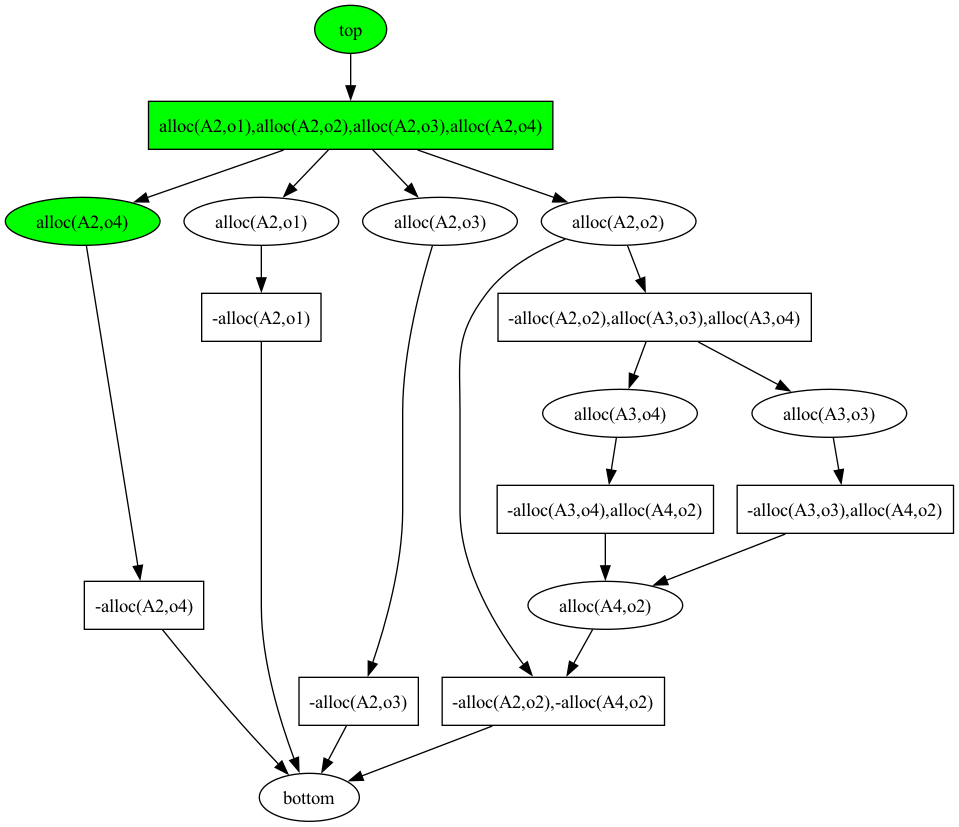 top
alloc(A2,o1),alloc(A2,o2),alloc(A2,o3),alloc(A2,o4)
alloc(A2,o4)
alloc(A2,o1)
alloc(A2,o3)
alloc(A2,o2)
-alloc(A2,o1)
-alloc(A2,o2),alloc(A3,o3),alloc(A3,o4)
alloc(A3,o4)
alloc(A3,o3)
-alloc(A3,o4),alloc(A4,o2)
-alloc(A3,o3),alloc(A4,o2)
-alloc(A2,o4)
alloc(A4,o2)
-alloc(A2,o3)
-alloc(A2,o2),-alloc(A4,o2)
bottom